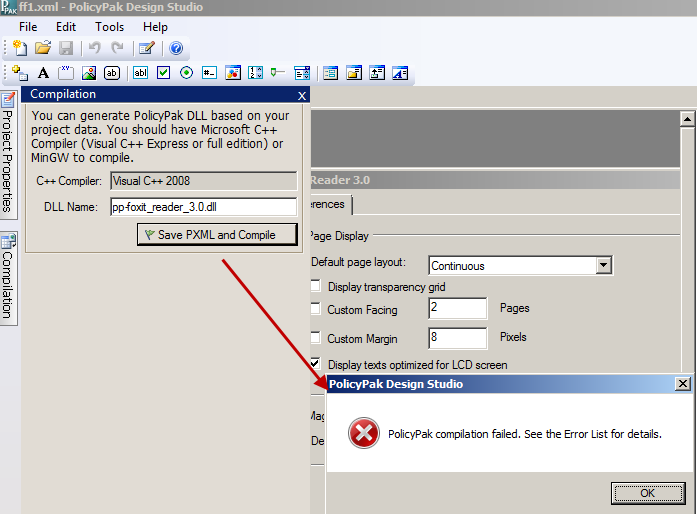 ff1.xml - PolicyPak Design Studio
File Edit Tools Help
Compilation X
Project Properties
Compilation
You can generate PolicyPak DLL based on your
project data. You should have Microsoft C++
Compiler (Visual C++ Express or full edition) or
MinGW to compile.
C++ Compiler: Visual C++ 2008
DLL Name: pp-foxit_reader_3.0.dll
Save PXML and Compile
Reader 3.0
erences
Page Display
Default page layout: Continuous
Display transparency grid
Custom Facing 2 Pages
Custom Margin 8 Pixels
Display texts optimized for LCD screen
Mag
De
PolicyPak Design Studio
PolicyPak compilation failed. See the Error List for details.
OK